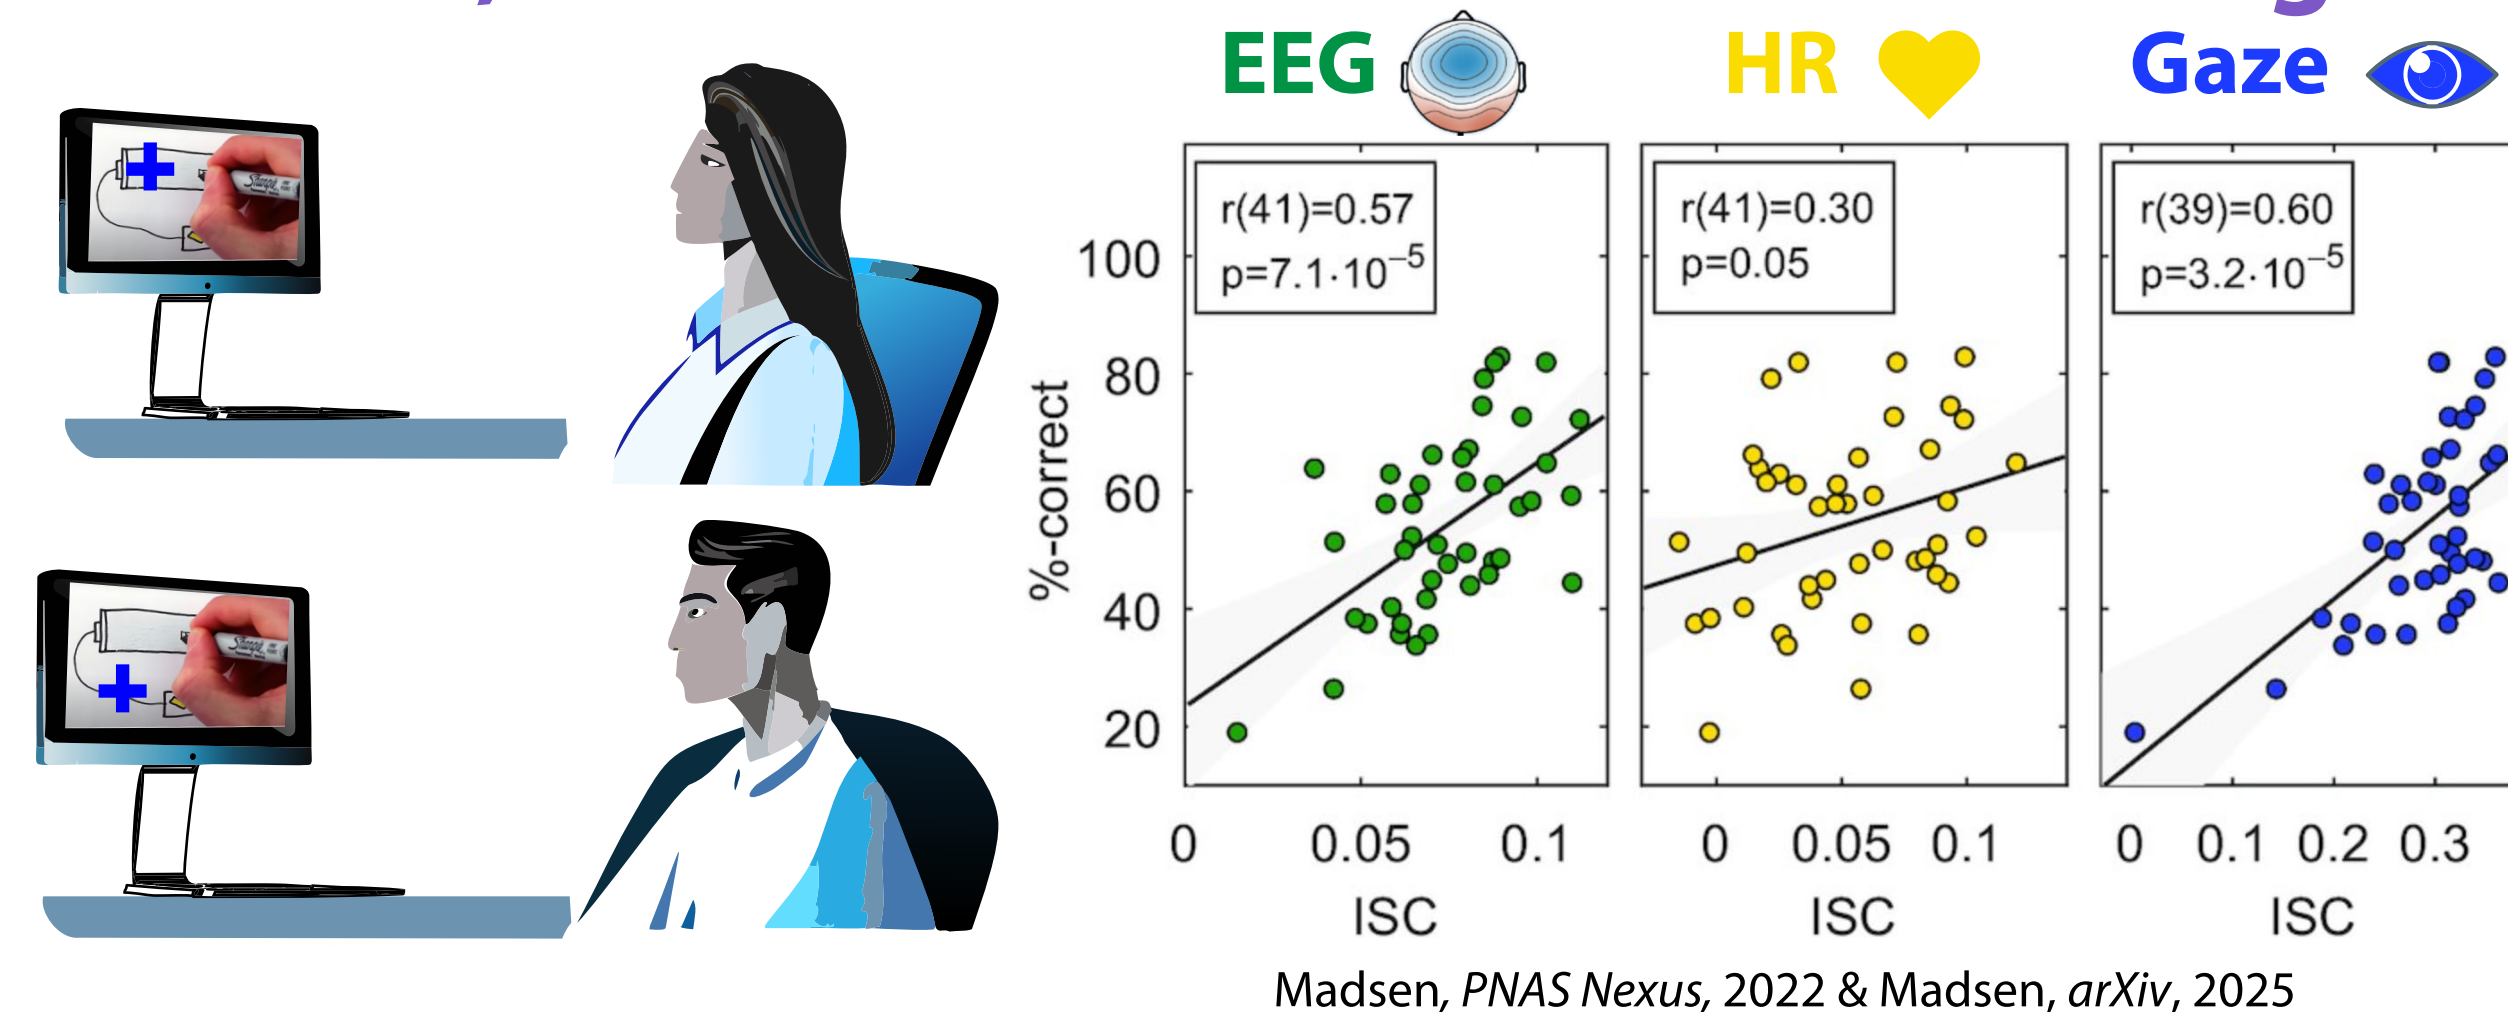 EEG
HR
Gaze
r(41)=0.57
p=7.1·10⁻⁵
r(41)=0.30
p=0.05
r(39)=0.60
p=3.2·10⁻⁵
%-correct
100
80
60
40
20
0 0.05 0.1
0 0.05 0.1
0 0.1 0.2 0.3
ISC
ISC
ISC
Sharpie
Sharpie
Madsen, PNAS Nexus, 2022 & Madsen, arXiv, 2025